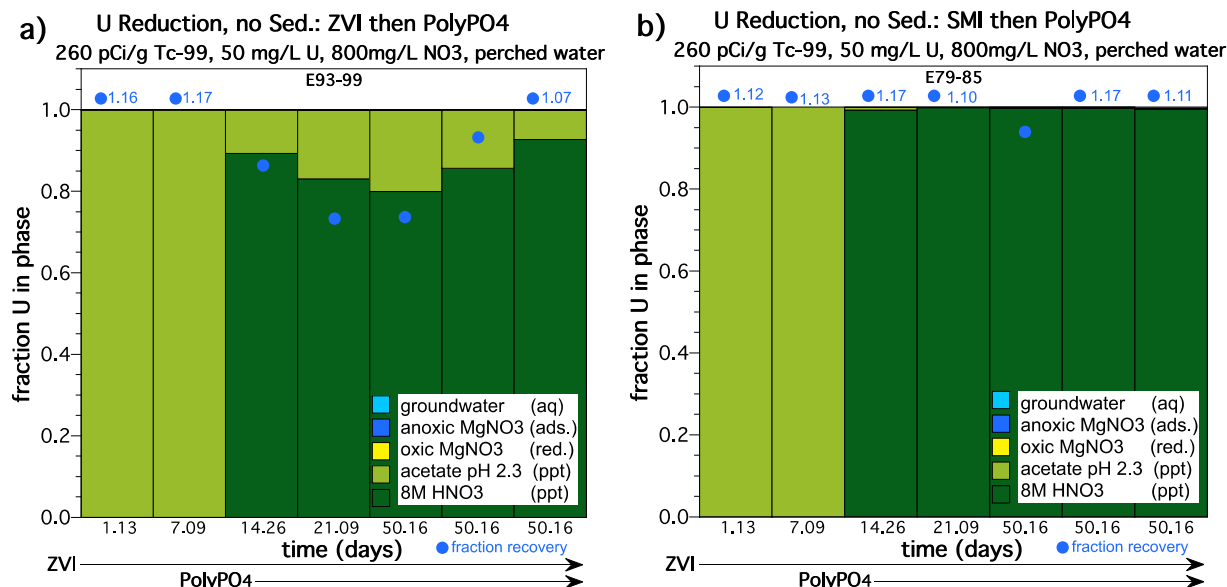 a)
U Reduction, no Sed.: ZVI then PolyPO4
260 pCi/g Tc-99, 50 mg/L U, 800mg/L NO3, perched water
E93-99
1.16
1.17
1.07
1.0
0.8
0.6
0.4
0.2
0.0
fraction U in phase
groundwater (aq)
anoxic MgNO3 (ads.)
oxic MgNO3 (red.)
acetate pH 2.3 (ppt)
8M HNO3 (ppt)
1.13 7.09 14.26 21.09 50.16 50.16 50.16
time (days)
fraction recovery
ZVI
PolyPO4
b)
U Reduction, no Sed.: SMI then PolyPO4
260 pCi/g Tc-99, 50 mg/L U, 800mg/L NO3, perched water
E79-85
1.12
1.13
1.17
1.10
1.17
1.11
1.0
0.8
0.6
0.4
0.2
0.0
fraction U in phase
groundwater (aq)
anoxic MgNO3 (ads.)
oxic MgNO3 (red.)
acetate pH 2.3 (ppt)
8M HNO3 (ppt)
1.13 7.09 14.26 21.09 50.16 50.16 50.16
time (days)
fraction recovery
ZVI
PolyPO4